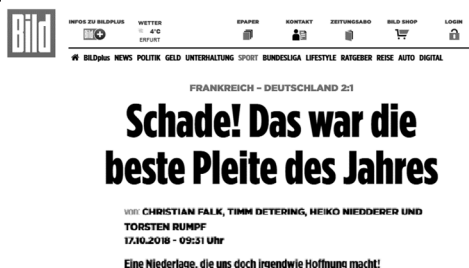 Bild
INFOS ZU BILDPLUS
WETTER
4°C
ERFURT
EPAPER
KONTAKT
ZEITUNGSABO
BILD SHOP
LOGIN
BILDplus NEWS POLITIK GELD UNTERHALTUNG SPORT BUNDESLIGA LIFESTYLE RATGEBER REISE AUTO DIGITAL
FRANKREICH – DEUTSCHLAND 2:1
Schade! Das war die
beste Pleite des Jahres
VON: CHRISTIAN FALK, TIMM DETERING, HEIKO NIEDDERER UND
TORSTEN RUMPF
17.10.2018 - 09:31 Uhr
Eine Niederlage, die uns doch irgendwie Hoffnung macht!